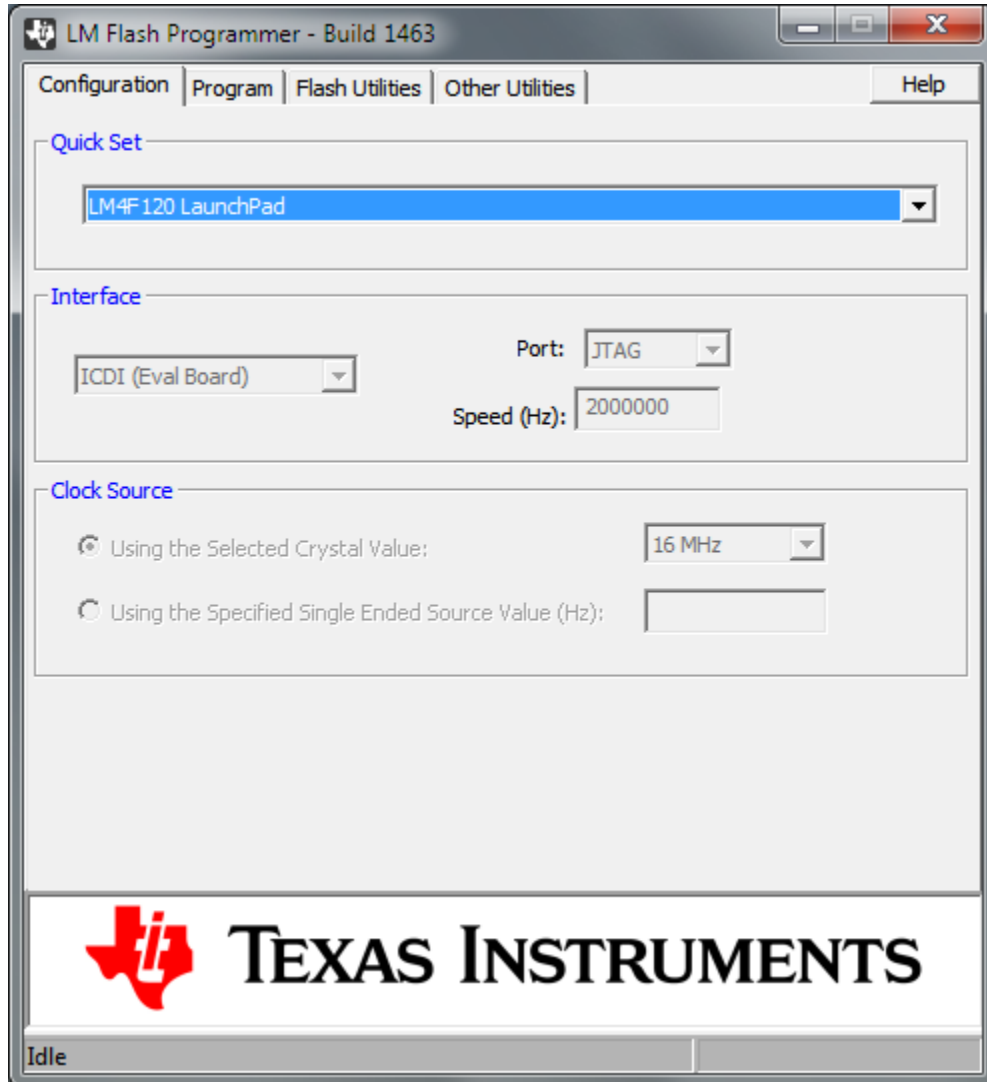 LM Flash Programmer - Build 1463
Configuration Program Flash Utilities Other Utilities Help
Quick Set
LM4F120 LaunchPad
Interface
ICDI (Eval Board)
Port: JTAG
Speed (Hz): 2000000
Clock Source
Using the Selected Crystal Value: 16 MHz
Using the Specified Single Ended Source Value (Hz):
TEXAS INSTRUMENTS
Idle